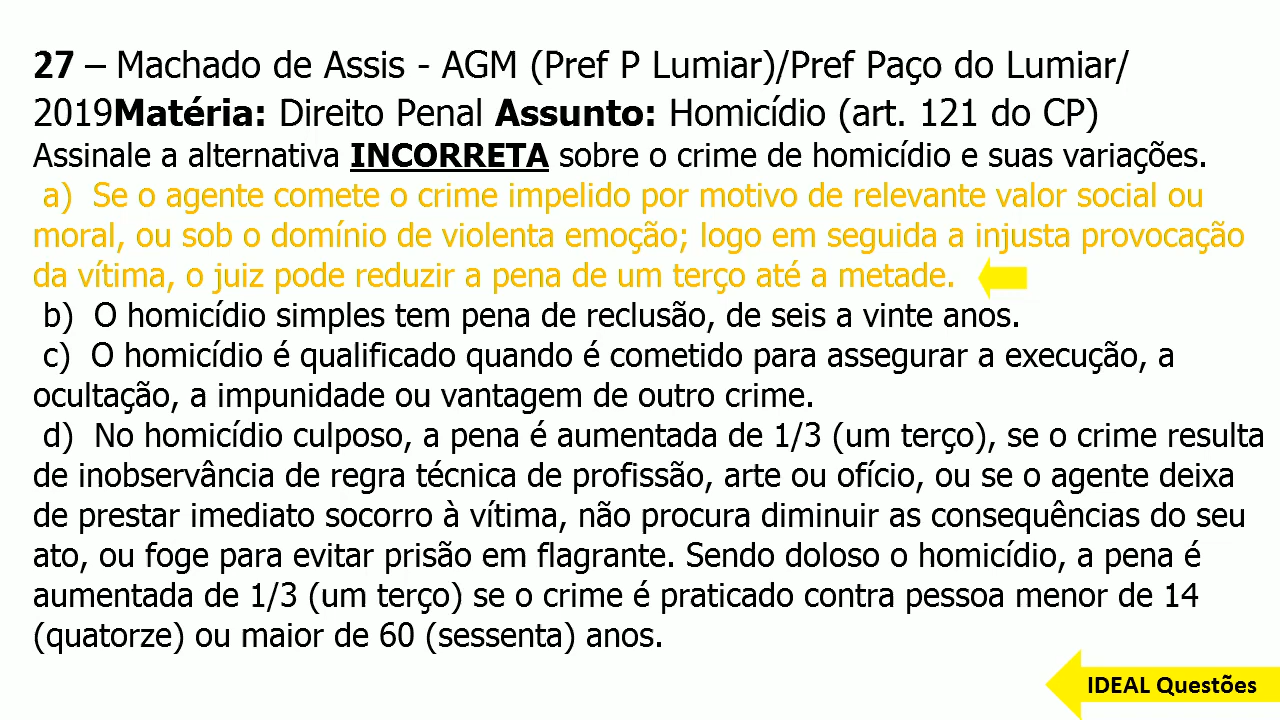 27 – Machado de Assis - AGM (Pref P Lumiar)/Pref Paço do Lumiar/
2019Matéria: Direito Penal Assunto: Homicídio (art. 121 do CP)
Assinale a alternativa INCORRETA sobre o crime de homicídio e suas variações.
a) Se o agente comete o crime impelido por motivo de relevante valor social ou
moral, ou sob o domínio de violenta emoção; logo em seguida a injusta provocação
da vítima, o juiz pode reduzir a pena de um terço até a metade.
b) O homicídio simples tem pena de reclusão, de seis a vinte anos.
c) O homicídio é qualificado quando é cometido para assegurar a execução, a
ocultação, a impunidade ou vantagem de outro crime.
d) No homicídio culposo, a pena é aumentada de 1/3 (um terço), se o crime resulta
de inobservância de regra técnica de profissão, arte ou ofício, ou se o agente deixa
de prestar imediato socorro à vítima, não procura diminuir as consequências do seu
ato, ou foge para evitar prisão em flagrante. Sendo doloso o homicídio, a pena é
aumentada de 1/3 (um terço) se o crime é praticado contra pessoa menor de 14
(quatorze) ou maior de 60 (sessenta) anos.
IDEAL Questões